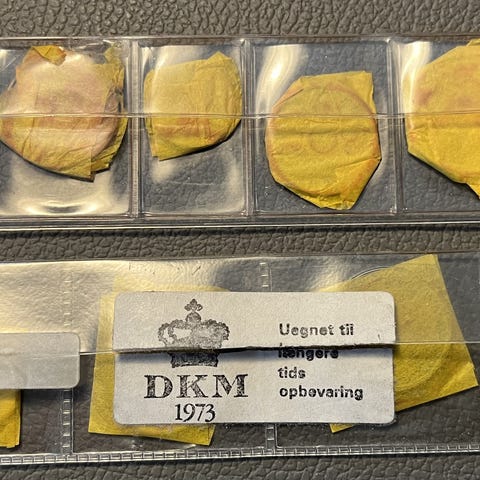 DKM
1973
Uegnet til
længere
tids
opbevaring